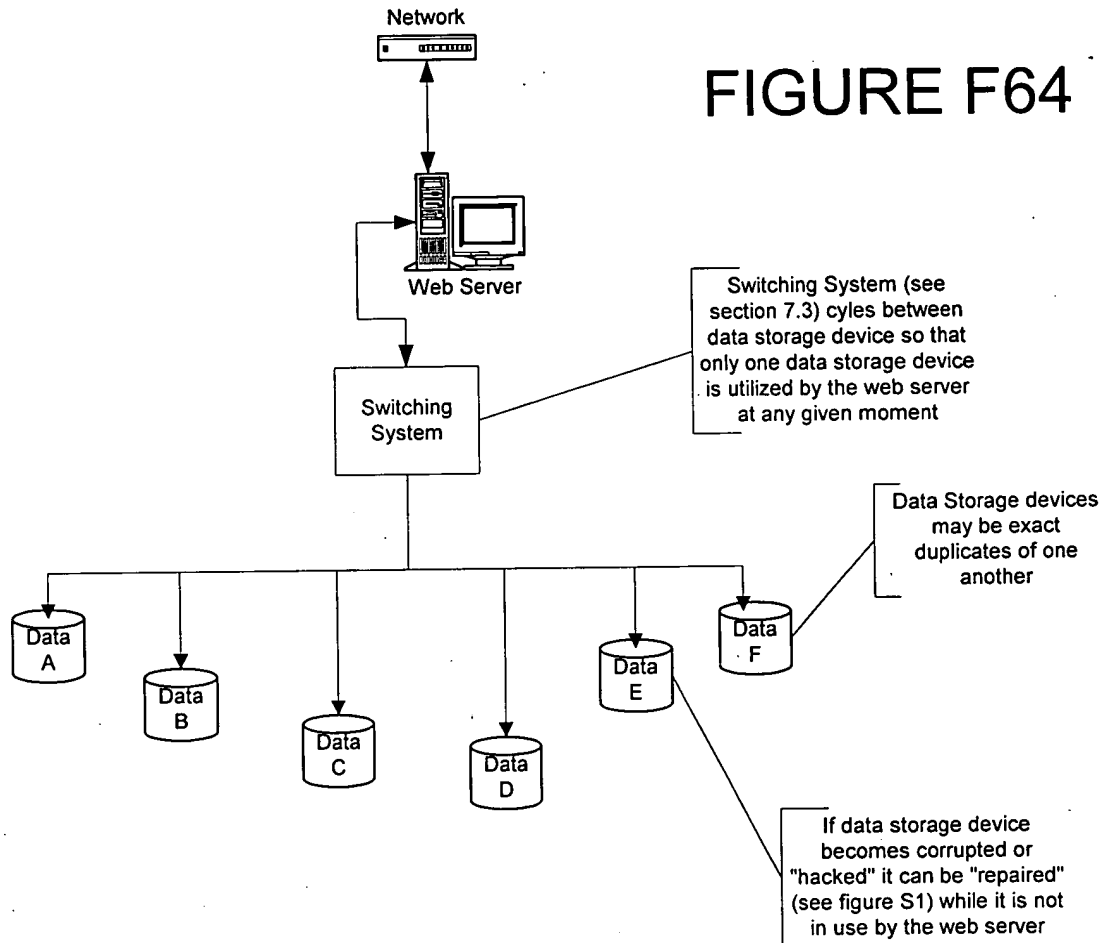 Network
FIGURE F64
Web Server
Switching System (see
section 7.3) cyles between
data storage device so that
only one data storage device
is utilized by the web server
at any given moment
Switching
System
Data Storage devices
may be exact
duplicates of one
another
Data
A
Data
B
Data
C
Data
D
Data
E
Data
F
If data storage device
becomes corrupted or
"hacked" it can be "repaired"
(see figure S1) while it is not
in use by the web server